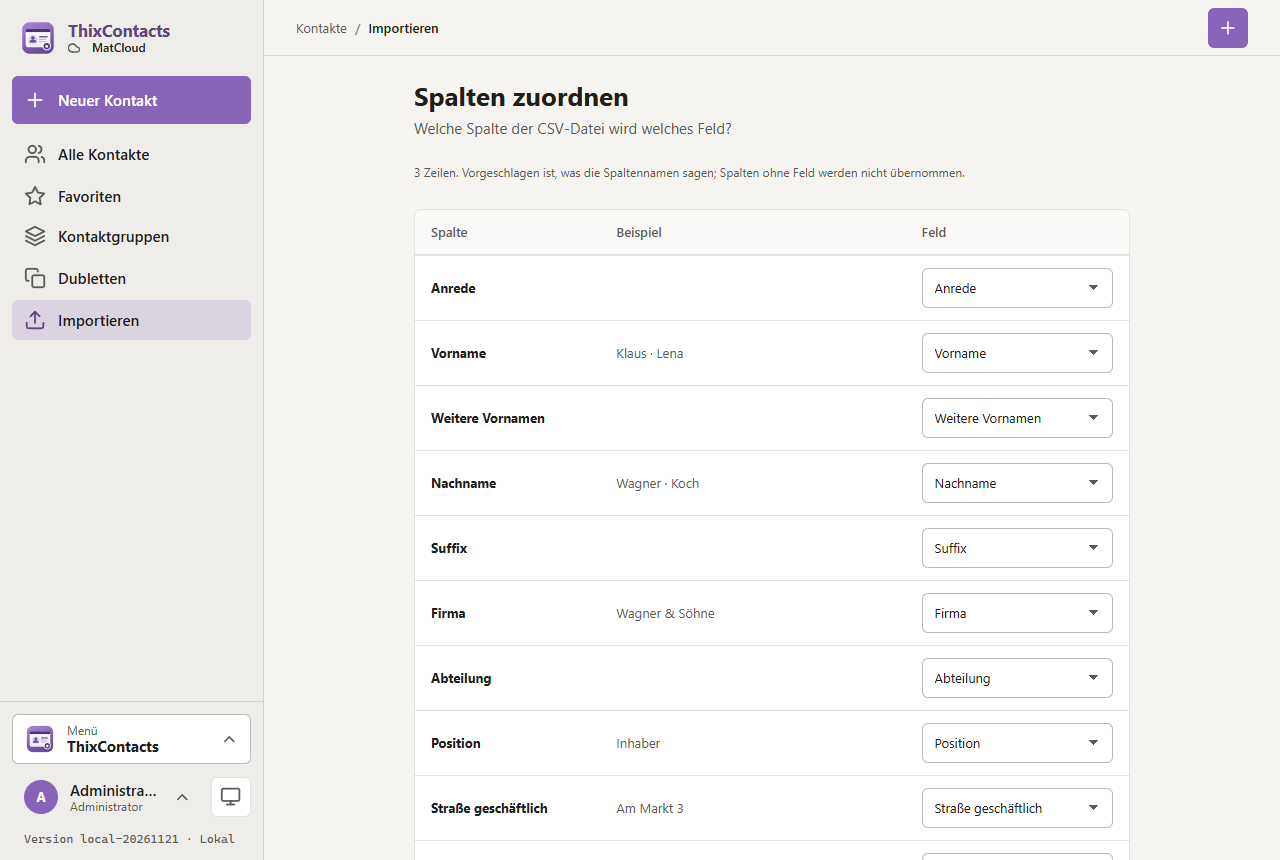 ThixContacts
MatCloud
Neuer Kontakt
Alle Kontakte
Favoriten
Kontaktgruppen
Dubletten
Importieren
Menü
ThixContacts
A
Administra...
Administrator
Version local-20261121 · Lokal
Kontakte / Importieren
Spalten zuordnen
Welche Spalte der CSV-Datei wird welches Feld?
3 Zeilen. Vorgeschlagen ist, was die Spaltennamen sagen; Spalten ohne Feld werden nicht übernommen.
Spalte Beispiel Feld
Anrede Anrede
Vorname Klaus · Lena Vorname
Weitere Vornamen Weitere Vornamen
Nachname Wagner · Koch Nachname
Suffix Suffix
Firma Wagner & Söhne Firma
Abteilung Abteilung
Position Inhaber Position
Straße geschäftlich Am Markt 3 Straße geschäftlich